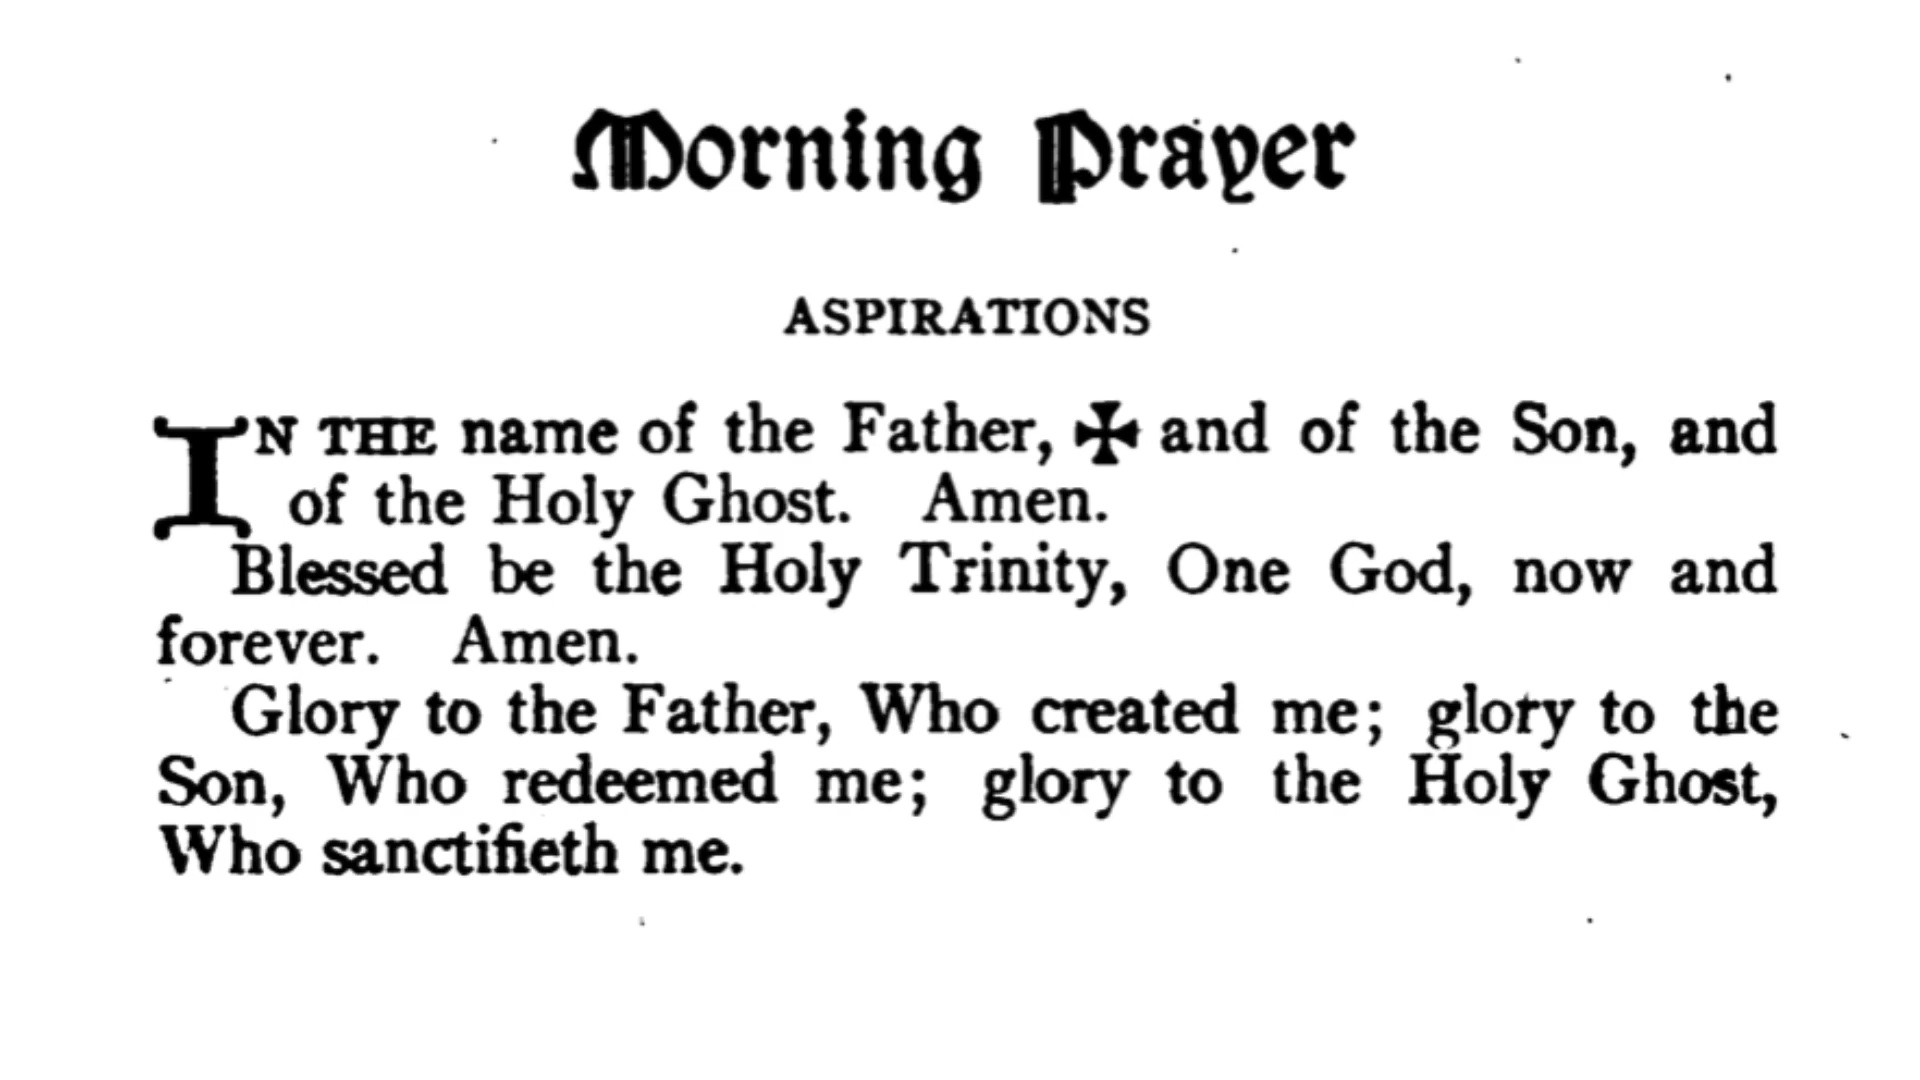 Morning Prayer
ASPIRATIONS
IN THE name of the Father, ✠ and of the Son, and
of the Holy Ghost. Amen.
Blessed be the Holy Trinity, One God, now and
forever. Amen.
Glory to the Father, Who created me; glory to the
Son, Who redeemed me; glory to the Holy Ghost,
Who sanctifieth me.